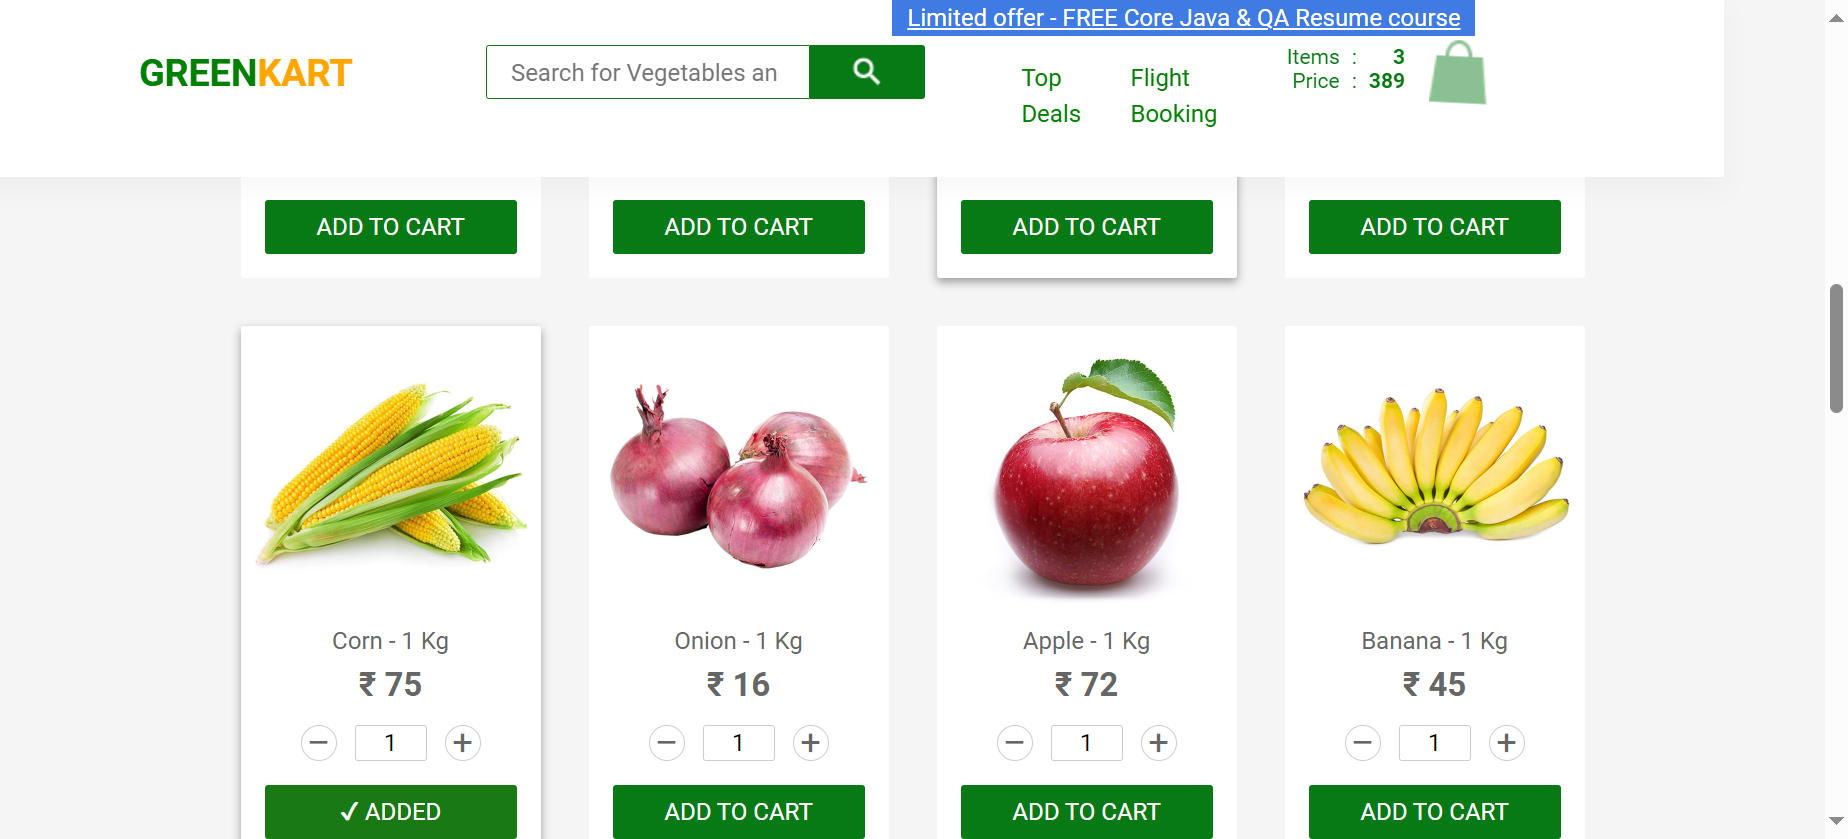 Limited offer - FREE Core Java & QA Resume course
GREENKART
Search for Vegetables an
Top Deals
Flight Booking
Items : 3
Price : 389
ADD TO CART
ADD TO CART
ADD TO CART
ADD TO CART
Corn - 1 Kg
₹ 75
− 1 +
✓ ADDED
Onion - 1 Kg
₹ 16
− 1 +
ADD TO CART
Apple - 1 Kg
₹ 72
− 1 +
ADD TO CART
Banana - 1 Kg
₹ 45
− 1 +
ADD TO CART